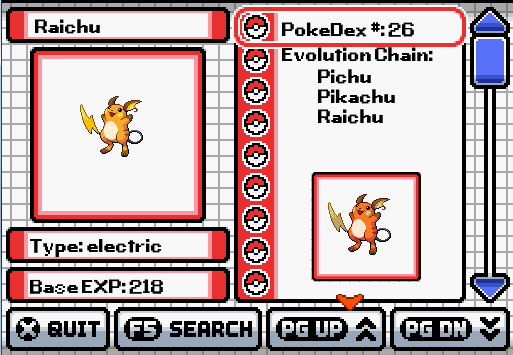 Raichu
PokeDex #: 26
Evolution Chain:
Pichu
Pikachu
Raichu
Type: electric
Base EXP: 218
X QUIT
F5 SEARCH
PG UP
PG DN